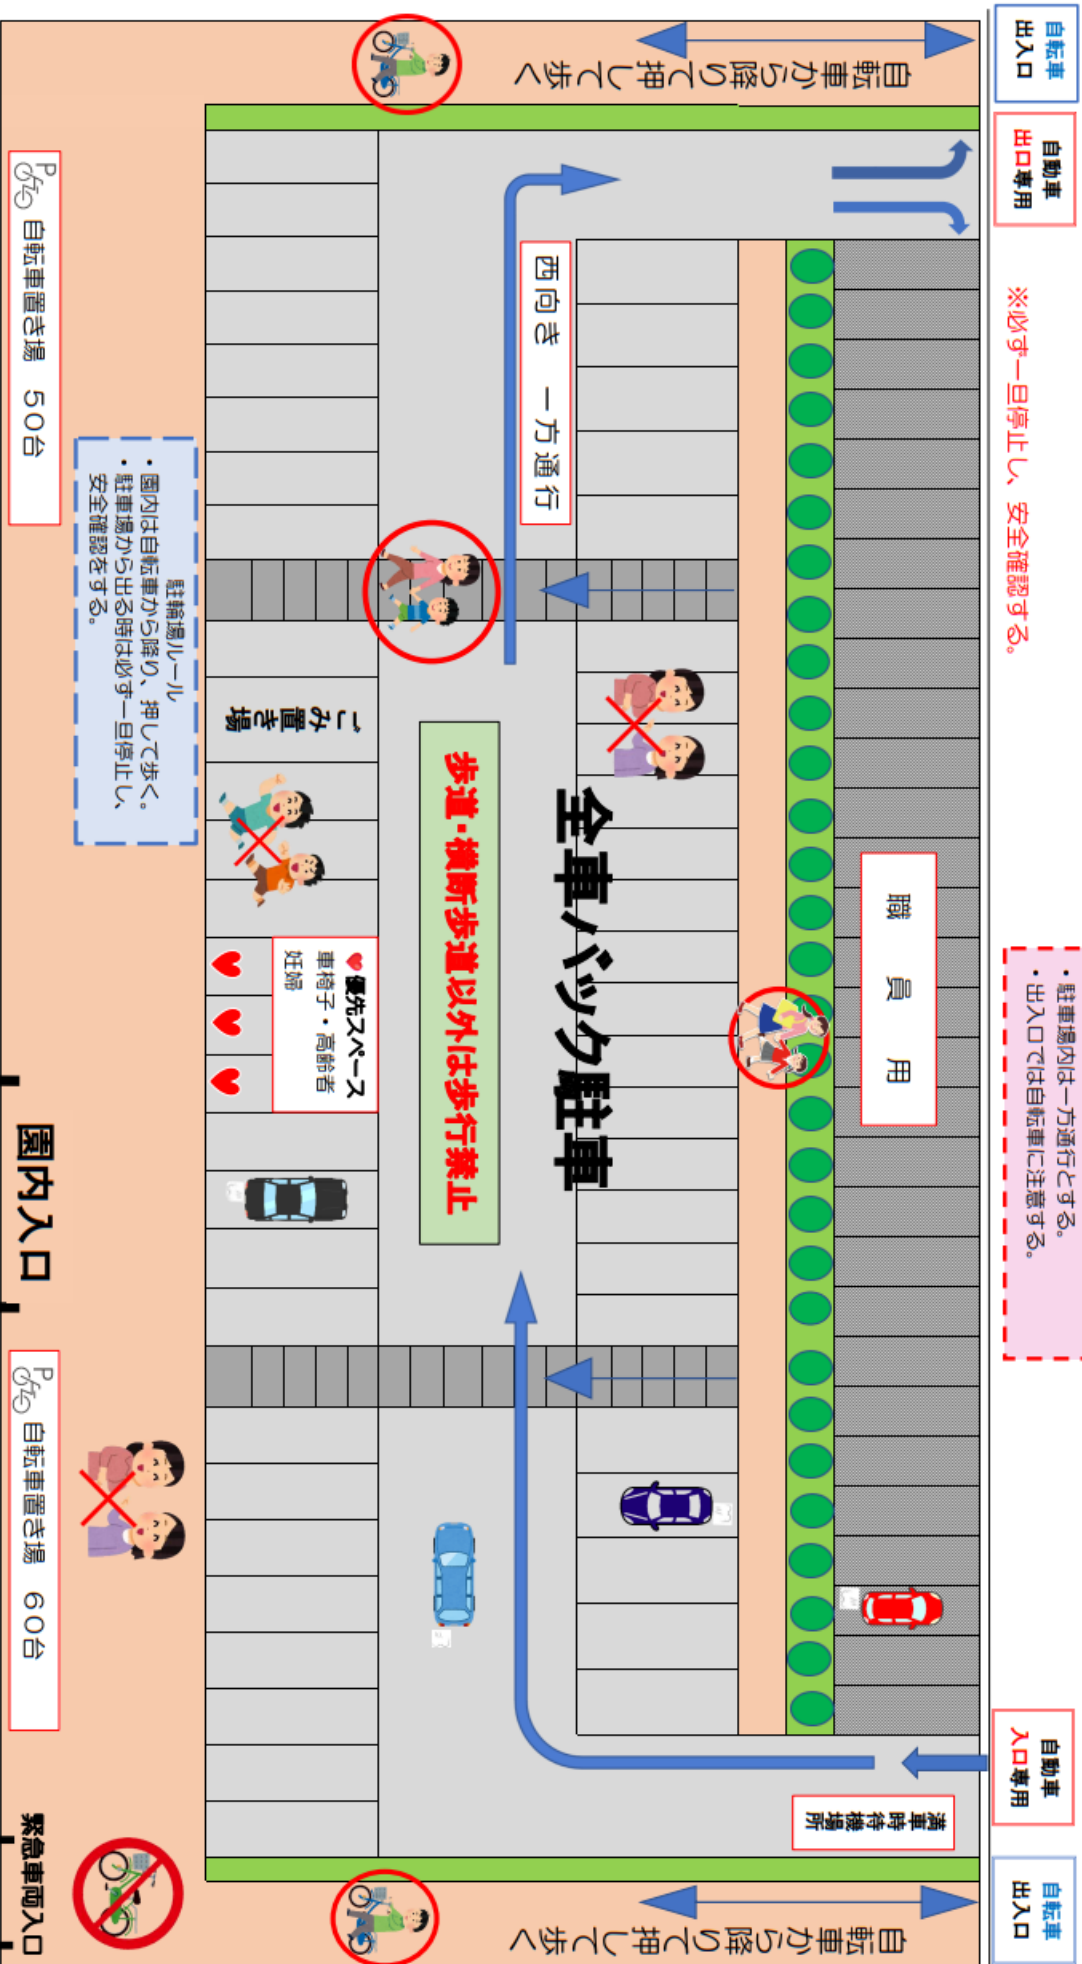 自転車
出入口
自動車
出口専用
※必ず一旦停止し、安全確認する。
・駐車場内は一方通行とする。
・出入口では自転車に注意する。
自動車
入口専用
自転車
出入口
自転車から降りて押して歩く
職員用
満車時待機場所
自転車から降りて押して歩く
西向き 一方通行
全車バック駐車
歩道・横断歩道以外は歩行禁止
ごみ置き場
♥優先スペース
車椅子・高齢者
妊婦
駐輪場ルール
・園内は自転車から降り、押して歩く。
・駐車場から出る時は必ず一旦停止し、
安全確認をする。
P 自転車置き場 50台
園内入口
P 自転車置き場 60台
緊急車両入口